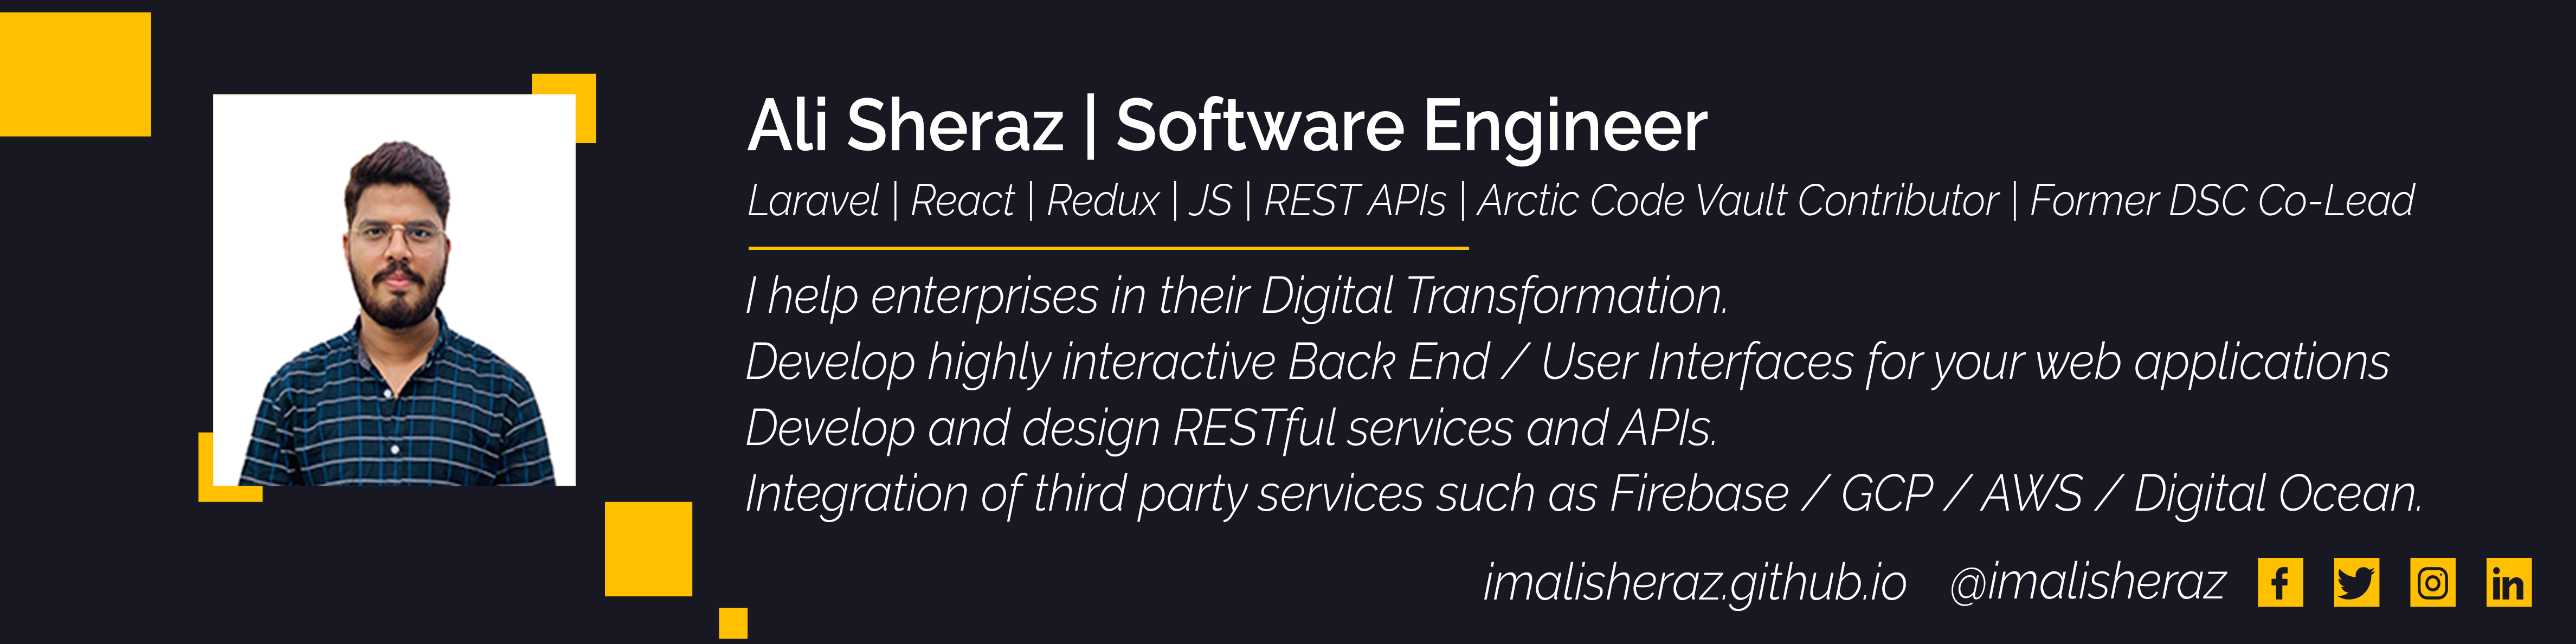 Ali Sheraz | Software Engineer
Laravel | React | Redux | JS | REST APIs | Arctic Code Vault Contributor | Former DSC Co-Lead
I help enterprises in their Digital Transformation.
Develop highly interactive Back End / User Interfaces for your web applications
Develop and design RESTful services and APIs.
Integration of third party services such as Firebase / GCP / AWS / Digital Ocean.
imalisheraz.github.io @imalisheraz f in